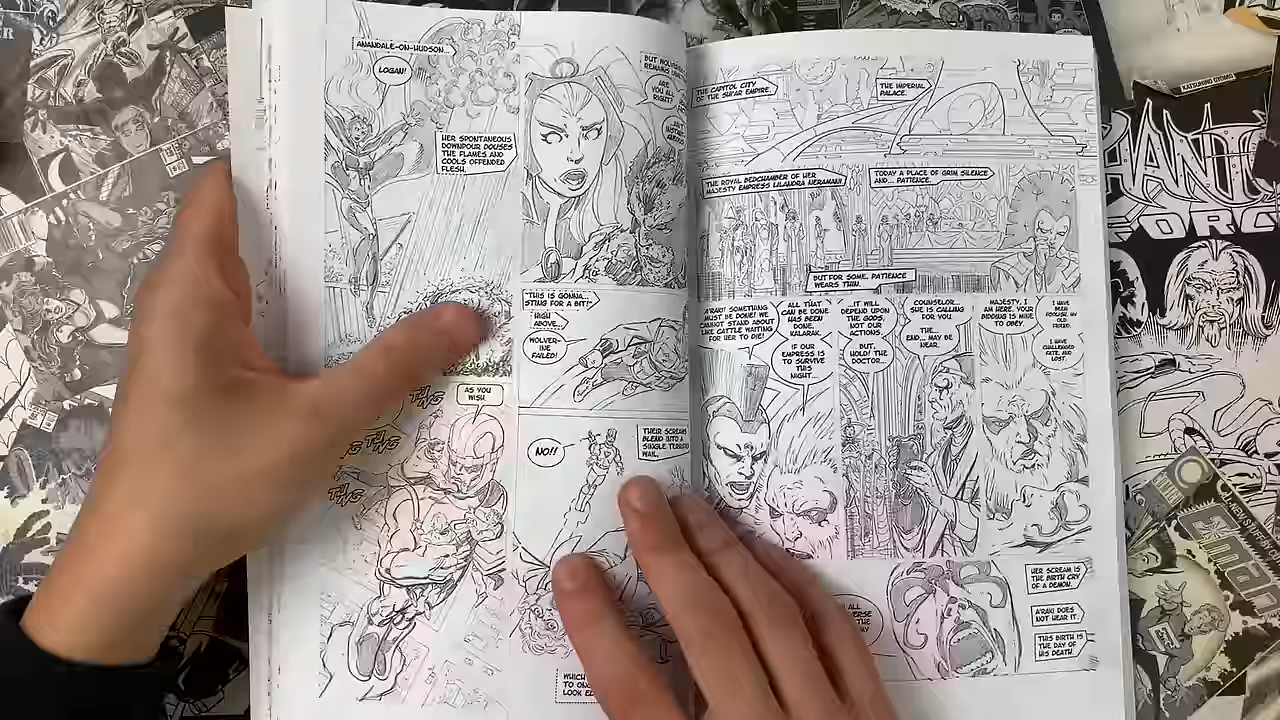 ANANDALE-ON-HUDSON...
LOGAN!
HER SPONTANEOUS
DOWNPOUR DOUSES
THE FLAMES AND
COOLS OFFENDED
FLESH.
BUT
REMAINS
ARE
YOU ALL
RIGHT?
"THIS IS GONNA...
STING FOR A BIT!"
HIGH
ABOVE...
WOLVER-
INE
FAILED!
AS YOU
WISH.
NO!!
THEIR SCREAMS
BLEND INTO A
SINGLE
WAIL.
WHICH
TO
LOOK
THE CAPITOL CITY
OF THE SHI'AR EMPIRE.
THE IMPERIAL
PALACE.
THE ROYAL BEDCHAMBER OF HER
MAJESTY EMPRESS LILANDRA NERAMANI!
TODAY A PLACE OF GRIM SILENCE
AND... PATIENCE.
BUT FOR SOME, PATIENCE
WEARS THIN.
A'RAKI SOMETHING
MUST BE DONE! WE
CANNOT STAND ABOUT
LIKE CATTLE WAITING
FOR HER TO DIE!
ALL THAT
CAN BE DONE
HAS BEEN
DONE,
KALARAK.
IF OUR
EMPRESS IS
TO SURVIVE
THIS
NIGHT...
...IT WILL
DEPEND UPON
THE GODS,
NOT OUR
ACTIONS.
BUT,
HOLD! THE
DOCTOR...
COUNSELOR...
SHE IS CALLING
FOR YOU.
THE...
END... MAY BE
NEAR.
MAJESTY, I
AM HERE. YOUR
BIDDING IS MINE
TO OBEY.
I HAVE
BEEN
FOOLISH, MY
OLD
FRIEND.
I HAVE
CHALLENGED
FATE, AND
LOST.
ALL
HER SCREAM IS
THE BIRTH CRY
OF A DEMON.
A'RAKI DOES
NOT HEAR IT.
THIS BIRTH IS
THE DAY OF
HIS DEATH.
KATSUHIRO OTOMO
E-MAN